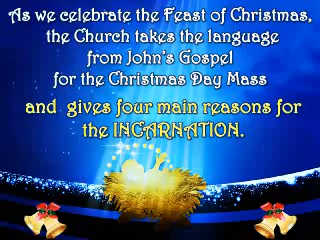 As we celebrate the Feast of Christmas,
the Church takes the language
from John's Gospel
for the Christmas Day Mass
and gives four main reasons for
the INCARNATION.